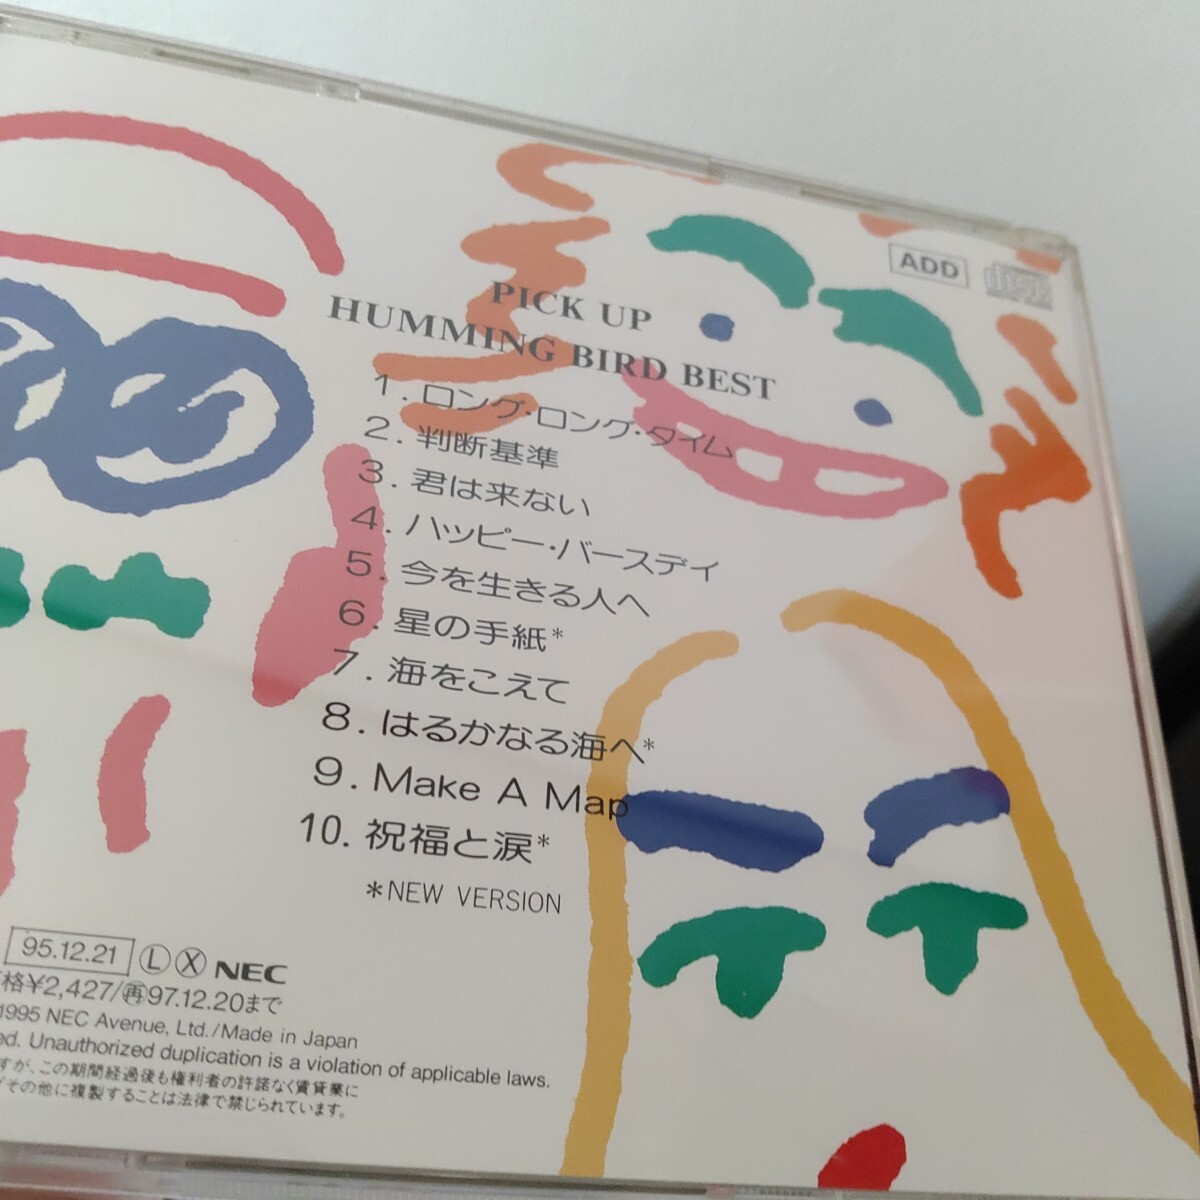 ADD
PICK UP
HUMMING BIRD BEST
1. ロング・ロング・タイム
2. 判断基準
3. 君は来ない
4. ハッピー・バースデイ
5. 今を生きる人へ
6. 星の手紙*
7. 海をこえて
8. はるかなる海へ*
9. Make A Map
10. 祝福と涙*
*NEW VERSION
95.12.21 Ⓛ Ⓧ NEC
格¥2,427/㊞97.12.20まで
1995 NEC Avenue, Ltd./Made in Japan
ed. Unauthorized duplication is a violation of applicable laws.
すが、この期間経過後も権利者の許諾なく賃貸業に
その他に複製することは法律で禁じられています。